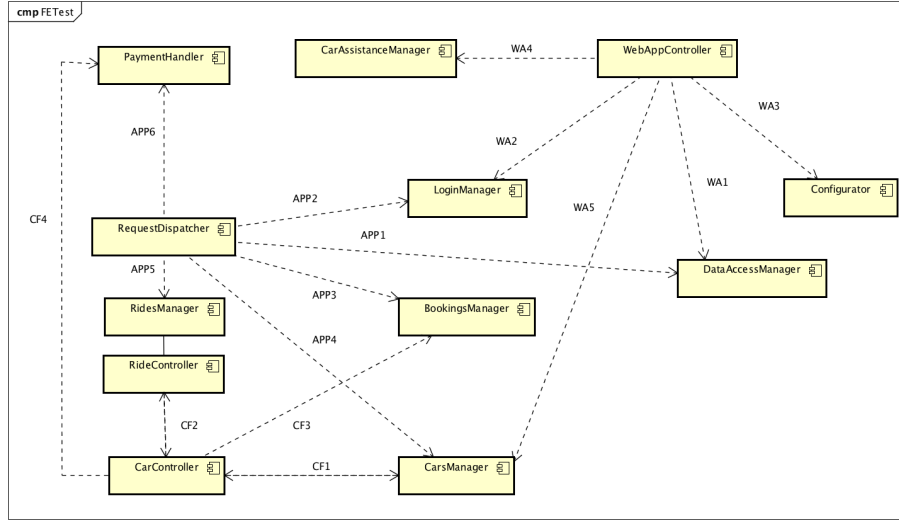 cmp FETest
PaymentHandler
CarAssistanceManager
WA4
WebAppController
WA3
APP6
WA2
LoginManager
WA1
Configurator
APP2
WA5
CF4
RequestDispatcher
APP1
DataAccessManager
APP5
APP3
RidesManager
BookingsManager
APP4
RideController
CF2
CF3
CarController
CF1
CarsManager